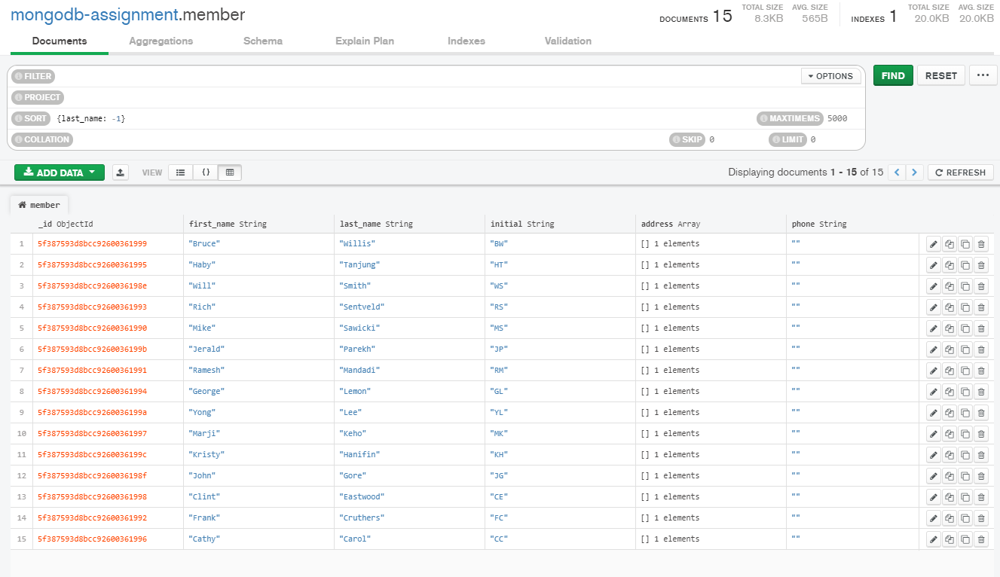 mongodb-assignment.member
DOCUMENTS 15 TOTAL SIZE 8.3KB AVG. SIZE 565B INDEXES 1 TOTAL SIZE 20.0KB AVG. SIZE 20.0KB
Documents Aggregations Schema Explain Plan Indexes Validation
FILTER OPTIONS FIND RESET ...
PROJECT
SORT {last_name: -1} MAXTIMEMS 5000
COLLATION SKIP 0 LIMIT 0
ADD DATA VIEW {} Displaying documents 1 - 15 of 15 < > REFRESH
member
_id ObjectId first_name String last_name String initial String address Array phone String
1 5f387593d8bcc92600361999 "Bruce" "Willis" "BW" [] 1 elements ""
2 5f387593d8bcc92600361995 "Haby" "Tanjung" "HT" [] 1 elements ""
3 5f387593d8bcc9260036198e "Will" "Smith" "WS" [] 1 elements ""
4 5f387593d8bcc92600361993 "Rich" "Sentveld" "RS" [] 1 elements ""
5 5f387593d8bcc92600361990 "Mike" "Sawicki" "MS" [] 1 elements ""
6 5f387593d8bcc9260036199b "Jerald" "Parekh" "JP" [] 1 elements ""
7 5f387593d8bcc92600361991 "Ramesh" "Mandadi" "RM" [] 1 elements ""
8 5f387593d8bcc92600361994 "George" "Lemon" "GL" [] 1 elements ""
9 5f387593d8bcc9260036199a "Yong" "Lee" "YL" [] 1 elements ""
10 5f387593d8bcc92600361997 "Marji" "Keho" "MK" [] 1 elements ""
11 5f387593d8bcc9260036199c "Kristy" "Hanifin" "KH" [] 1 elements ""
12 5f387593d8bcc9260036198f "John" "Gore" "JG" [] 1 elements ""
13 5f387593d8bcc92600361998 "Clint" "Eastwood" "CE" [] 1 elements ""
14 5f387593d8bcc92600361992 "Frank" "Cruthers" "FC" [] 1 elements ""
15 5f387593d8bcc92600361996 "Cathy" "Carol" "CC" [] 1 elements ""